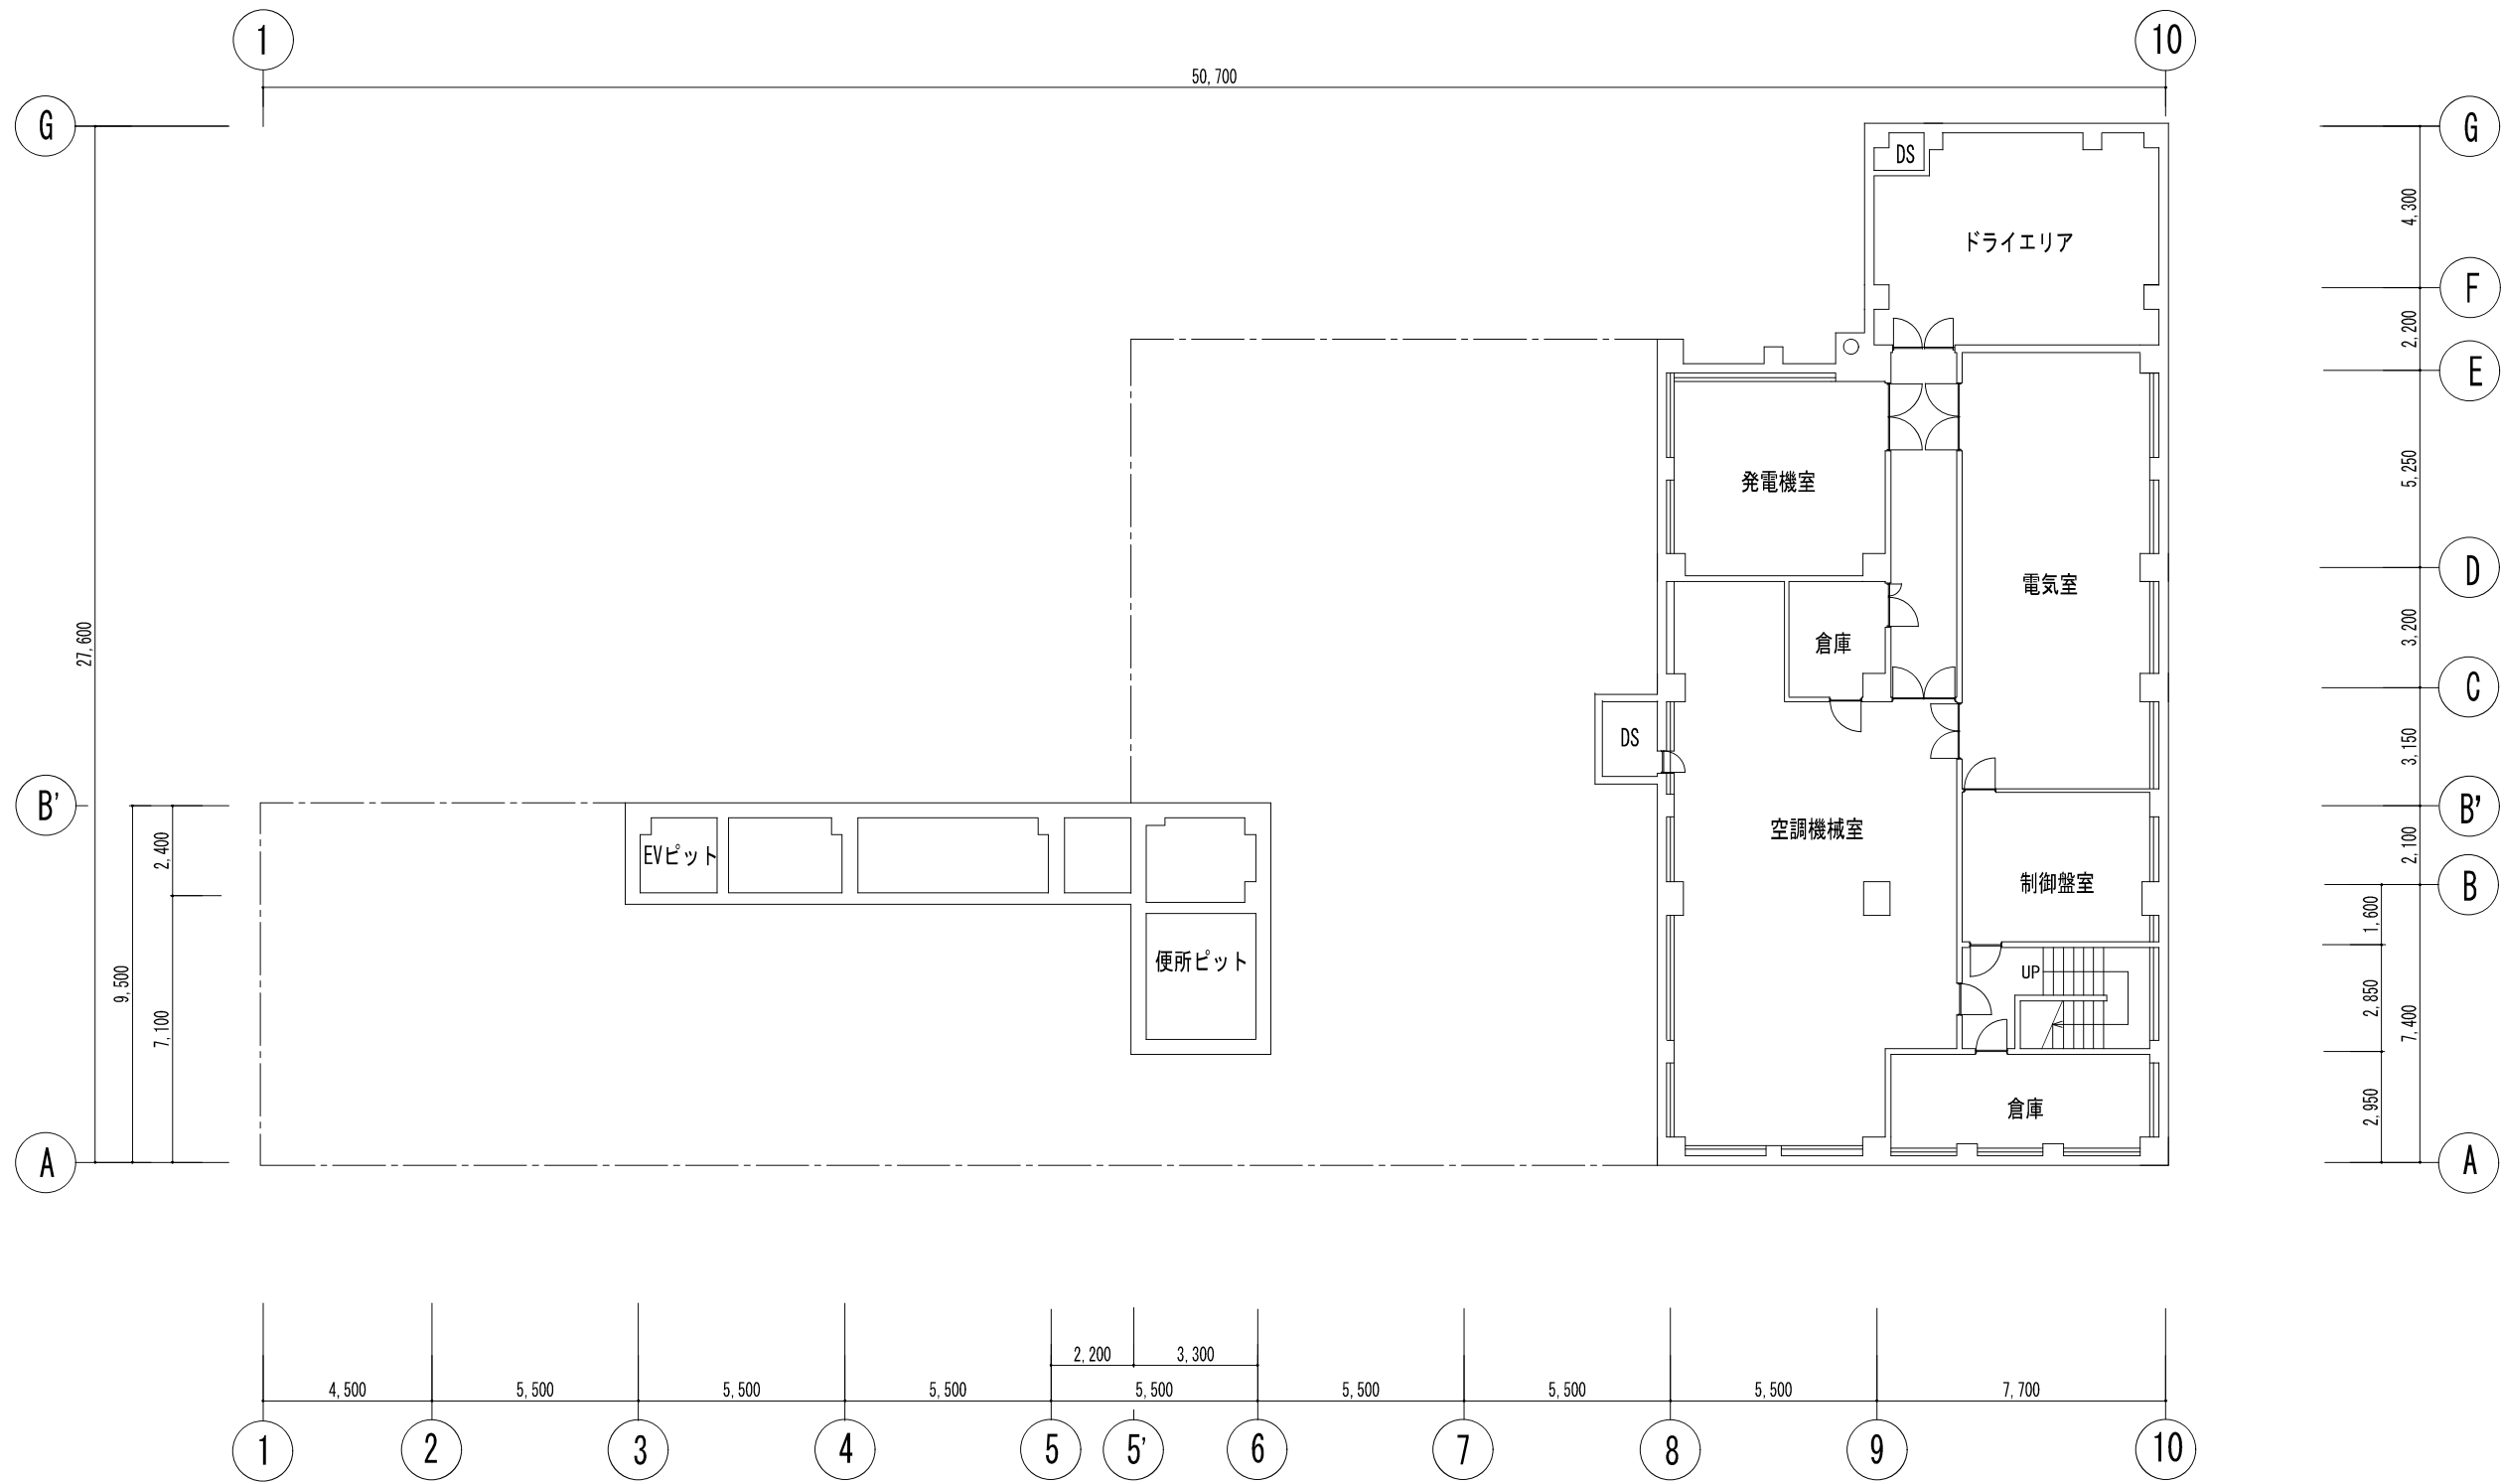 1
10
50,700
G
G
DS
4,300
ドライエリア
F
2,200
E
発電機室
5,250
電気室
D
27,600
倉庫
3,200
C
DS
3,150
B'
B'
2,400
EVピット
空調機械室
2,100
制御盤室
B
1,600
便所ピット
UP
9,500
7,100
2,850
7,400
倉庫
2,950
A
A
2,200
3,300
4,500
5,500
5,500
5,500
5,500
5,500
5,500
5,500
7,700
1
2
3
4
5
5'
6
7
8
9
10